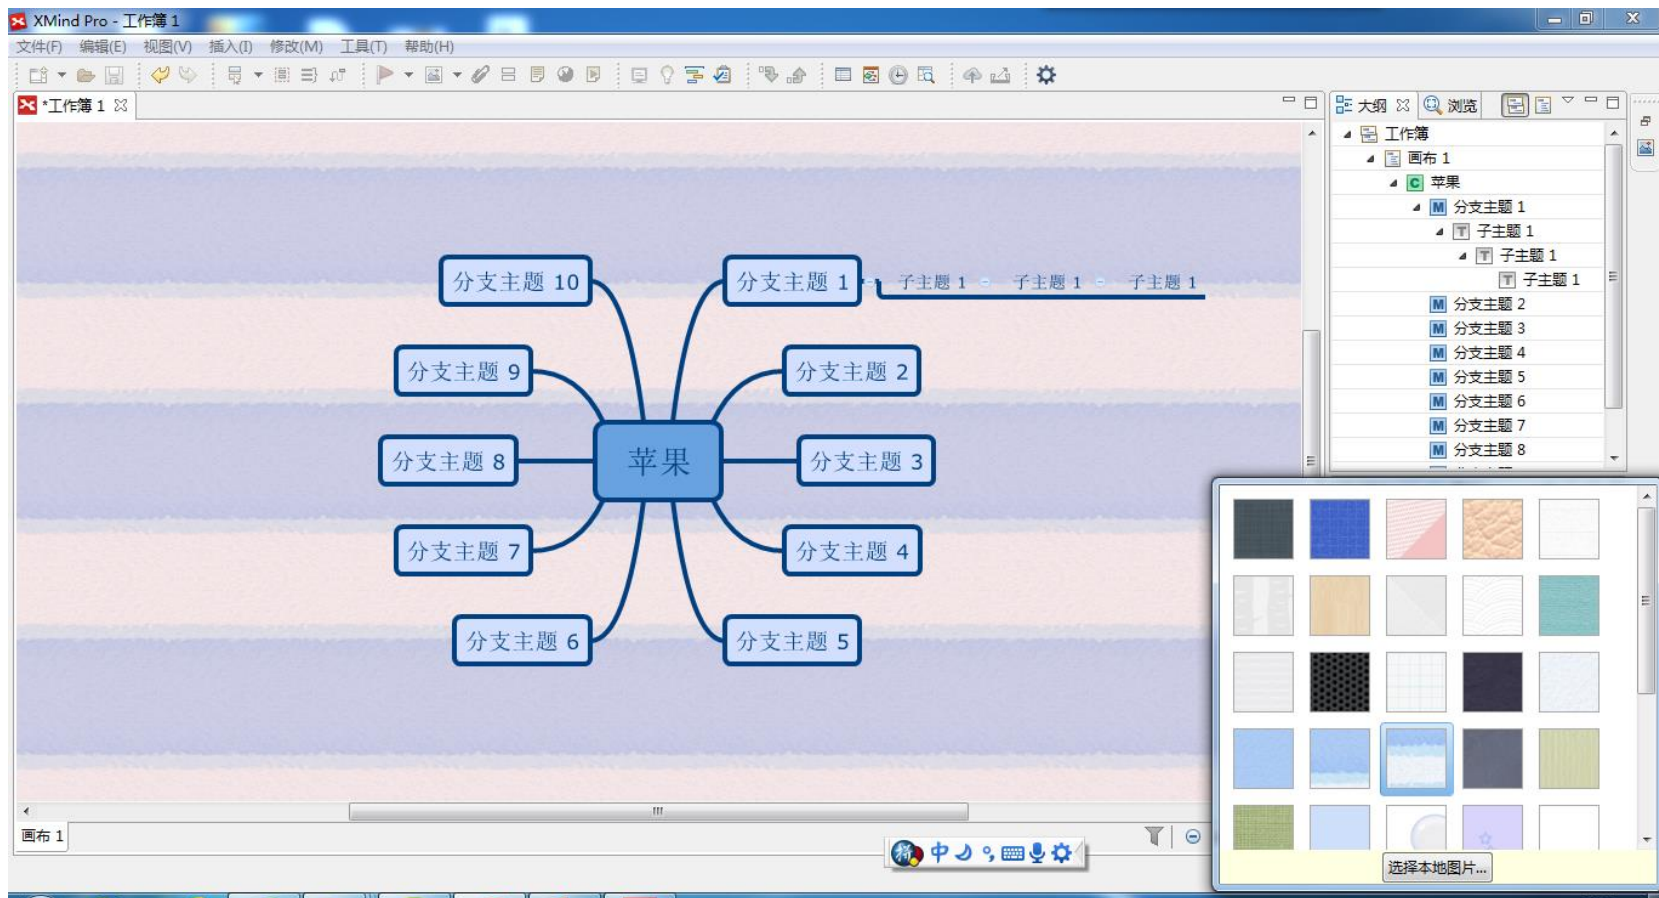 XMind Pro - 工作簿 1
文件(F) 编辑(E) 视图(V) 插入(I) 修改(M) 工具(T) 帮助(H)
*工作簿 1
大纲 浏览
工作簿
画布 1
C 苹果
M 分支主题 1
T 子主题 1
T 子主题 1
T 子主题 1
M 分支主题 2
M 分支主题 3
M 分支主题 4
M 分支主题 5
M 分支主题 6
M 分支主题 7
M 分支主题 8
分支主题 10
分支主题 1 子主题 1 子主题 1 子主题 1
分支主题 9
分支主题 2
分支主题 8
苹果
分支主题 3
分支主题 7
分支主题 4
分支主题 6
分支主题 5
画布 1
拼 中
选择本地图片...